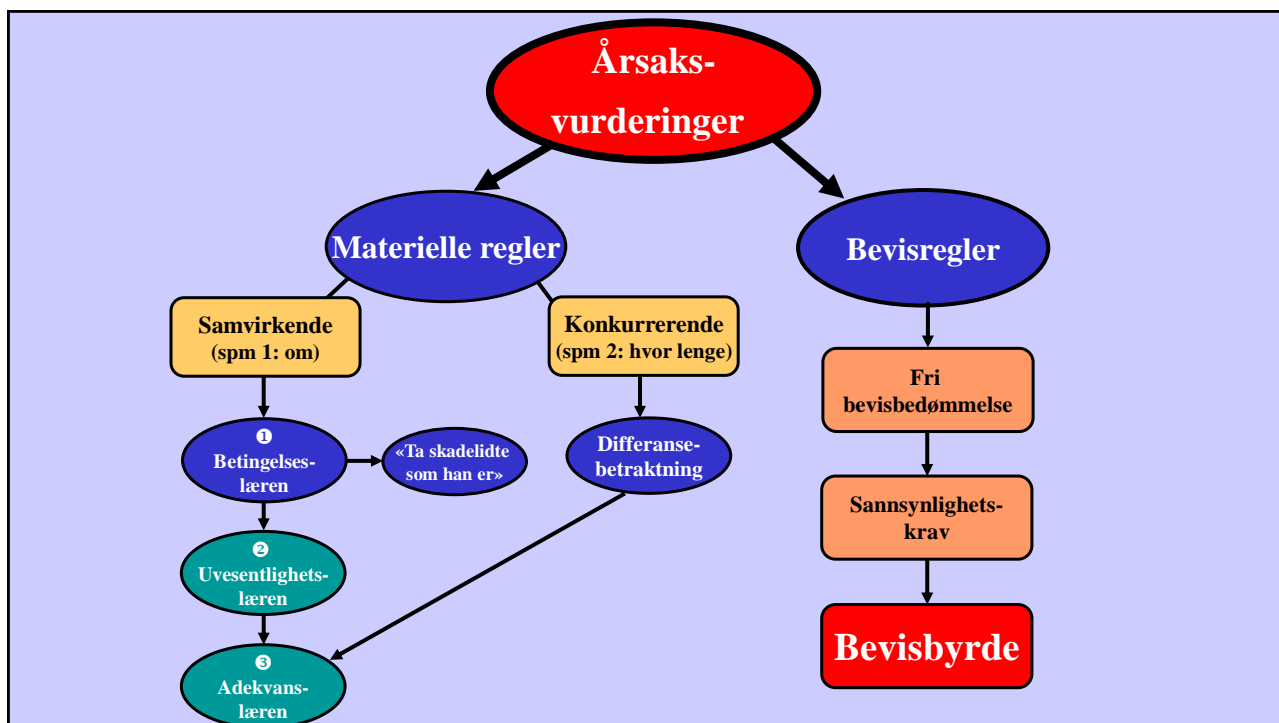 Årsaks-
vurderinger
Materielle regler
Bevisregler
Samvirkende
(spm 1: om)
Konkurrerende
(spm 2: hvor lenge)
Fri
bevisbedømmelse
❶
Betingelses-
læren
«Ta skadelidte
som han er»
Differanse-
betraktning
Sannsynlighets-
krav
❷
Uvesentlighets-
læren
Bevisbyrde
❸
Adekvans-
læren